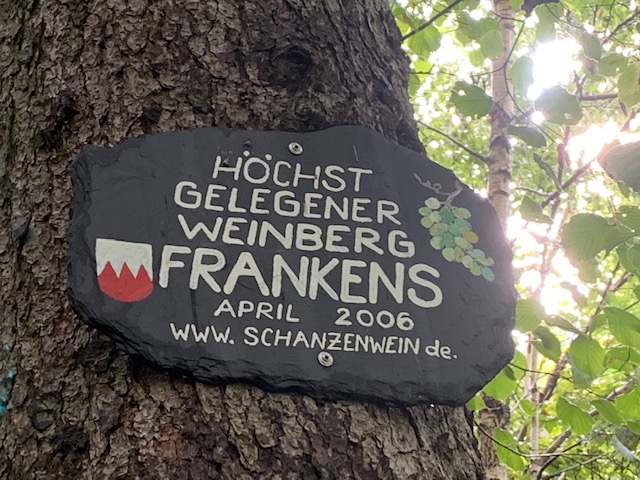 HÖCHST
GELEGENER
WEINBERG
FRANKENS
APRIL 2006
WWW. SCHANZENWEIN de.